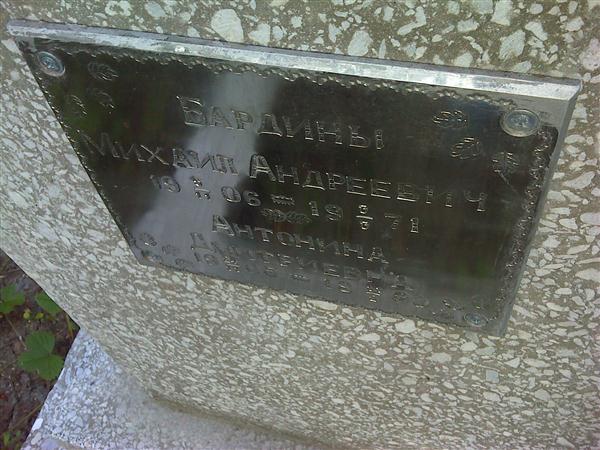 Бардины
Михаил Андреевич
19 06 — 19 71
Антонина
Дмитриевна